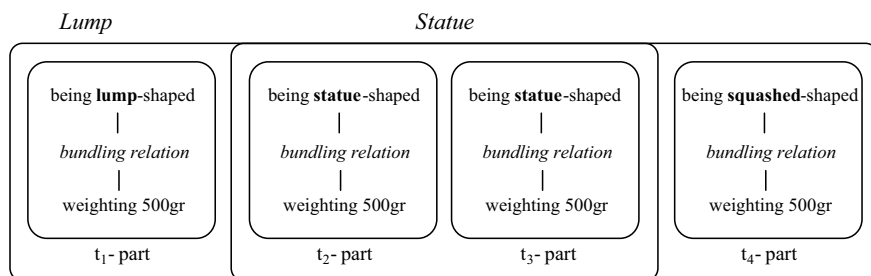 Lump Statue
being lump-shaped being statue-shaped being statue-shaped being squashed-shaped
bundling relation bundling relation bundling relation bundling relation
weighting 500gr weighting 500gr weighting 500gr weighting 500gr
t₁- part t₂- part t₃- part t₄- part